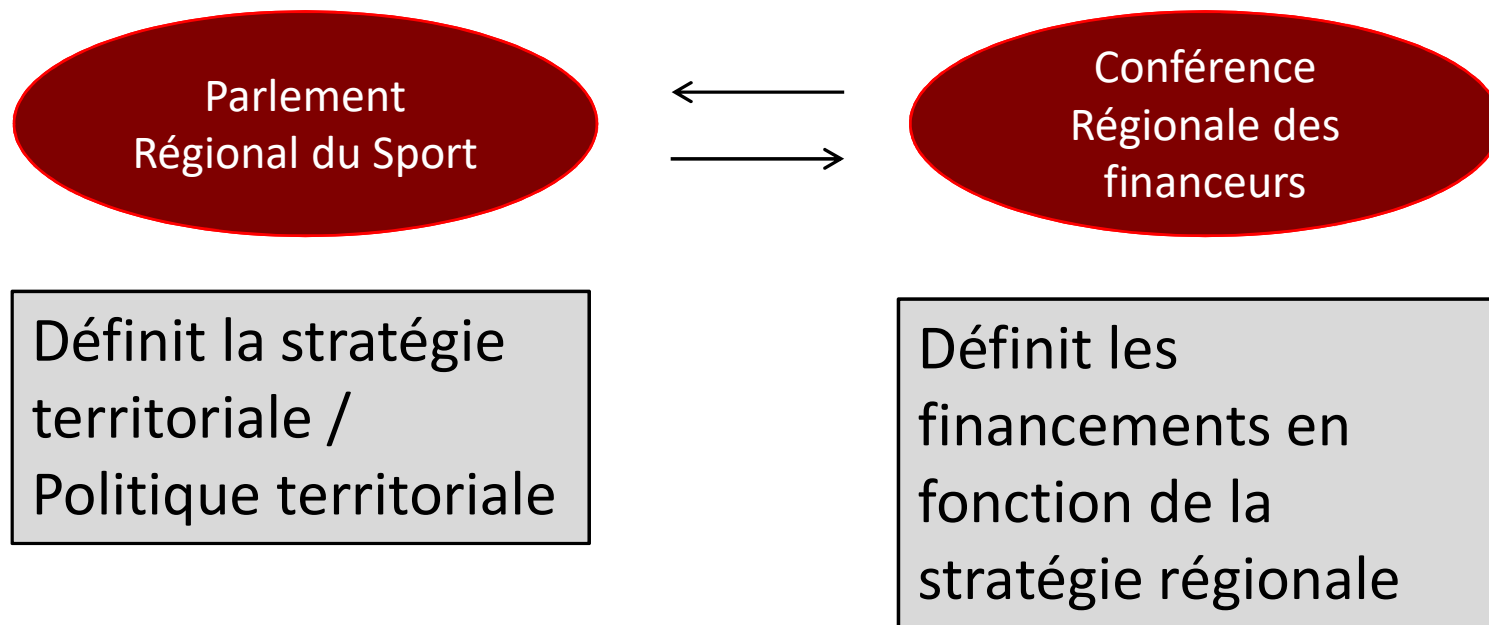 Parlement
Régional du Sport
Conférence
Régionale des
financeurs
Définit la stratégie
territoriale /
Politique territoriale
Définit les
financements en
fonction de la
stratégie régionale